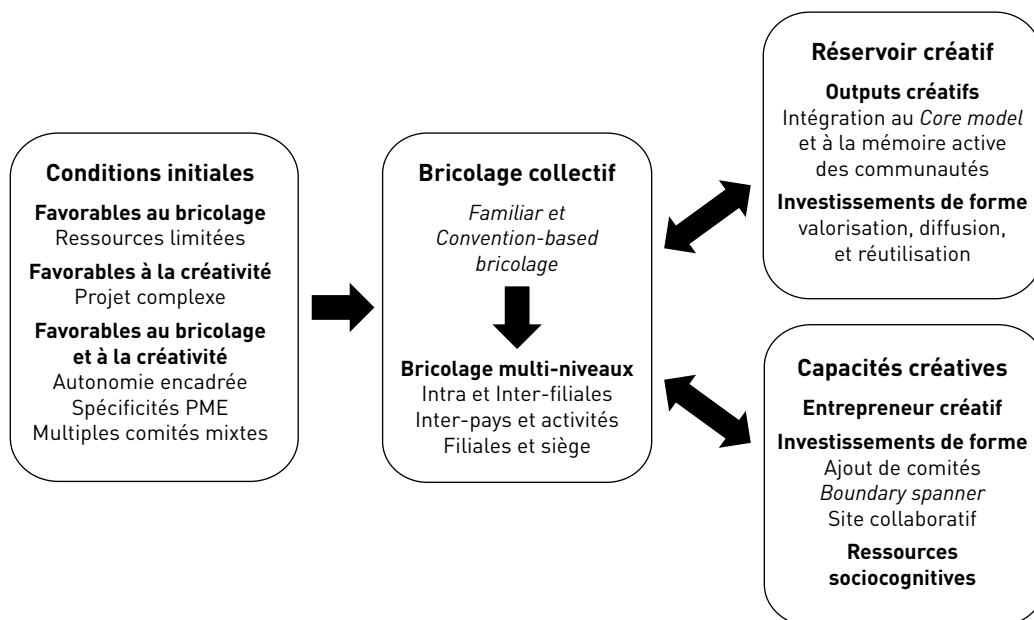 Conditions initiales
Favorables au bricolage
Ressources limitées
Favorables à la créativité
Projet complexe
Favorables au bricolage
et à la créativité
Autonomie encadrée
Spécificités PME
Multiples comités mixtes
Bricolage collectif
Familiar et
Convention-based
bricolage
Bricolage multi-niveaux
Intra et Inter-filiales
Inter-pays et activités
Filiales et siège
Réservoir créatif
Outputs créatifs
Intégration au Core model
et à la mémoire active
des communautés
Investissements de forme
valorisation, diffusion,
et réutilisation
Capacités créatives
Entrepreneur créatif
Investissements de forme
Ajout de comités
Boundary spanner
Site collaboratif
Ressources
sociocognitives